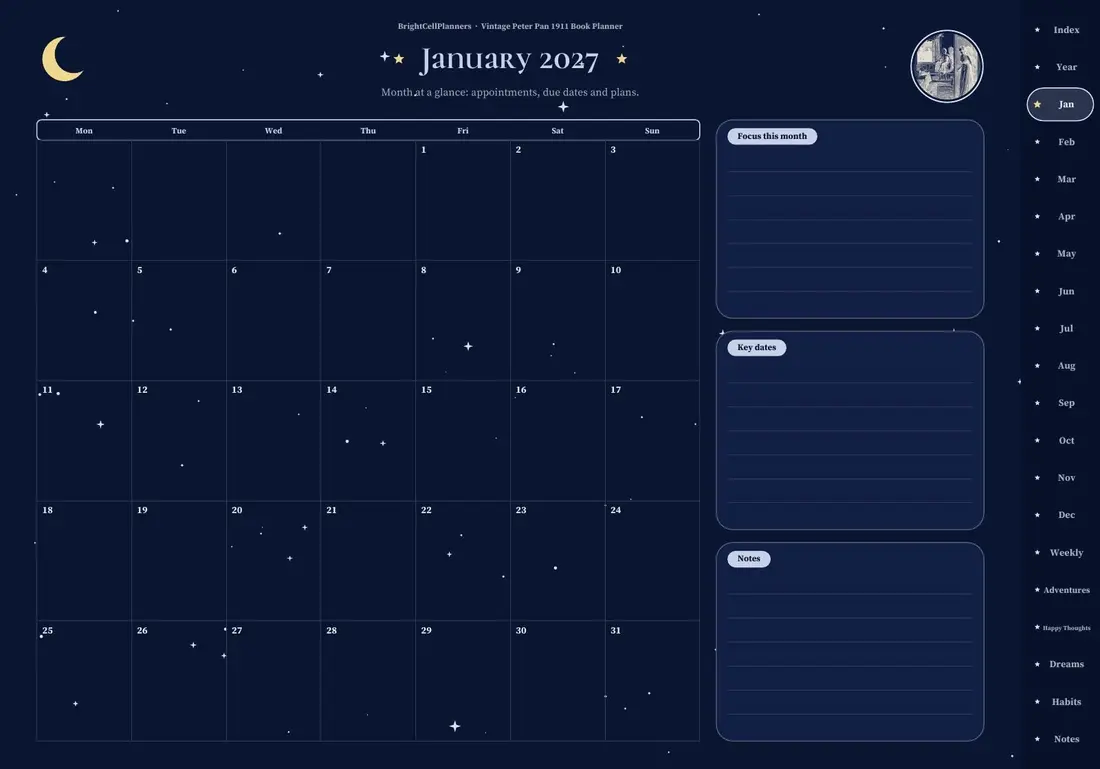 BrightCellPlanners • Vintage Peter Pan 1911 Book Planner
January 2027
Month at a glance: appointments, due dates and plans.
Mon Tue Wed Thu Fri Sat Sun
1 2 3
4 5 6 7 8 9 10
11 12 13 14 15 16 17
18 19 20 21 22 23 24
25 26 27 28 29 30 31
Focus this month
Key dates
Notes
Index
Year
Jan
Feb
Mar
Apr
May
Jun
Jul
Aug
Sep
Oct
Nov
Dec
Weekly
Adventures
Happy Thoughts
Dreams
Habits
Notes